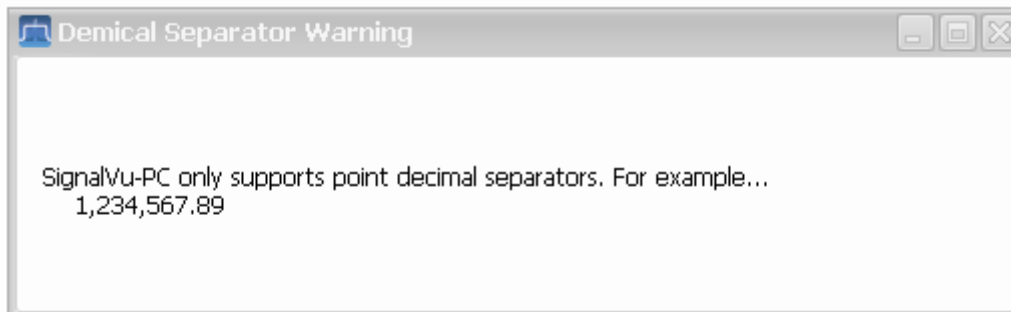 Demical Separator Warning
SignalVu-PC only supports point decimal separators. For example...
1,234,567.89